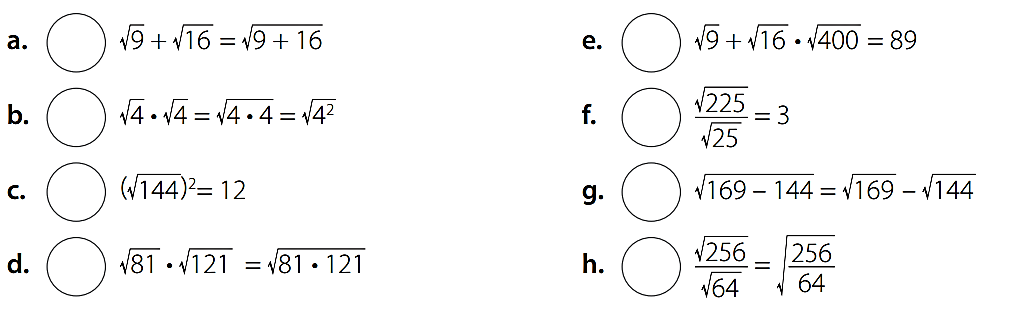 a. √9 + √16 = √(9 + 16)
b. √4 • √4 = √(4 • 4) = √(4²)
c. (√144)² = 12
d. √81 • √121 = √(81 • 121)
e. √9 + √16 • √400 = 89
f. √225 / √25 = 3
g. √(169 – 144) = √169 – √144
h. √256 / √64 = √(256 / 64)